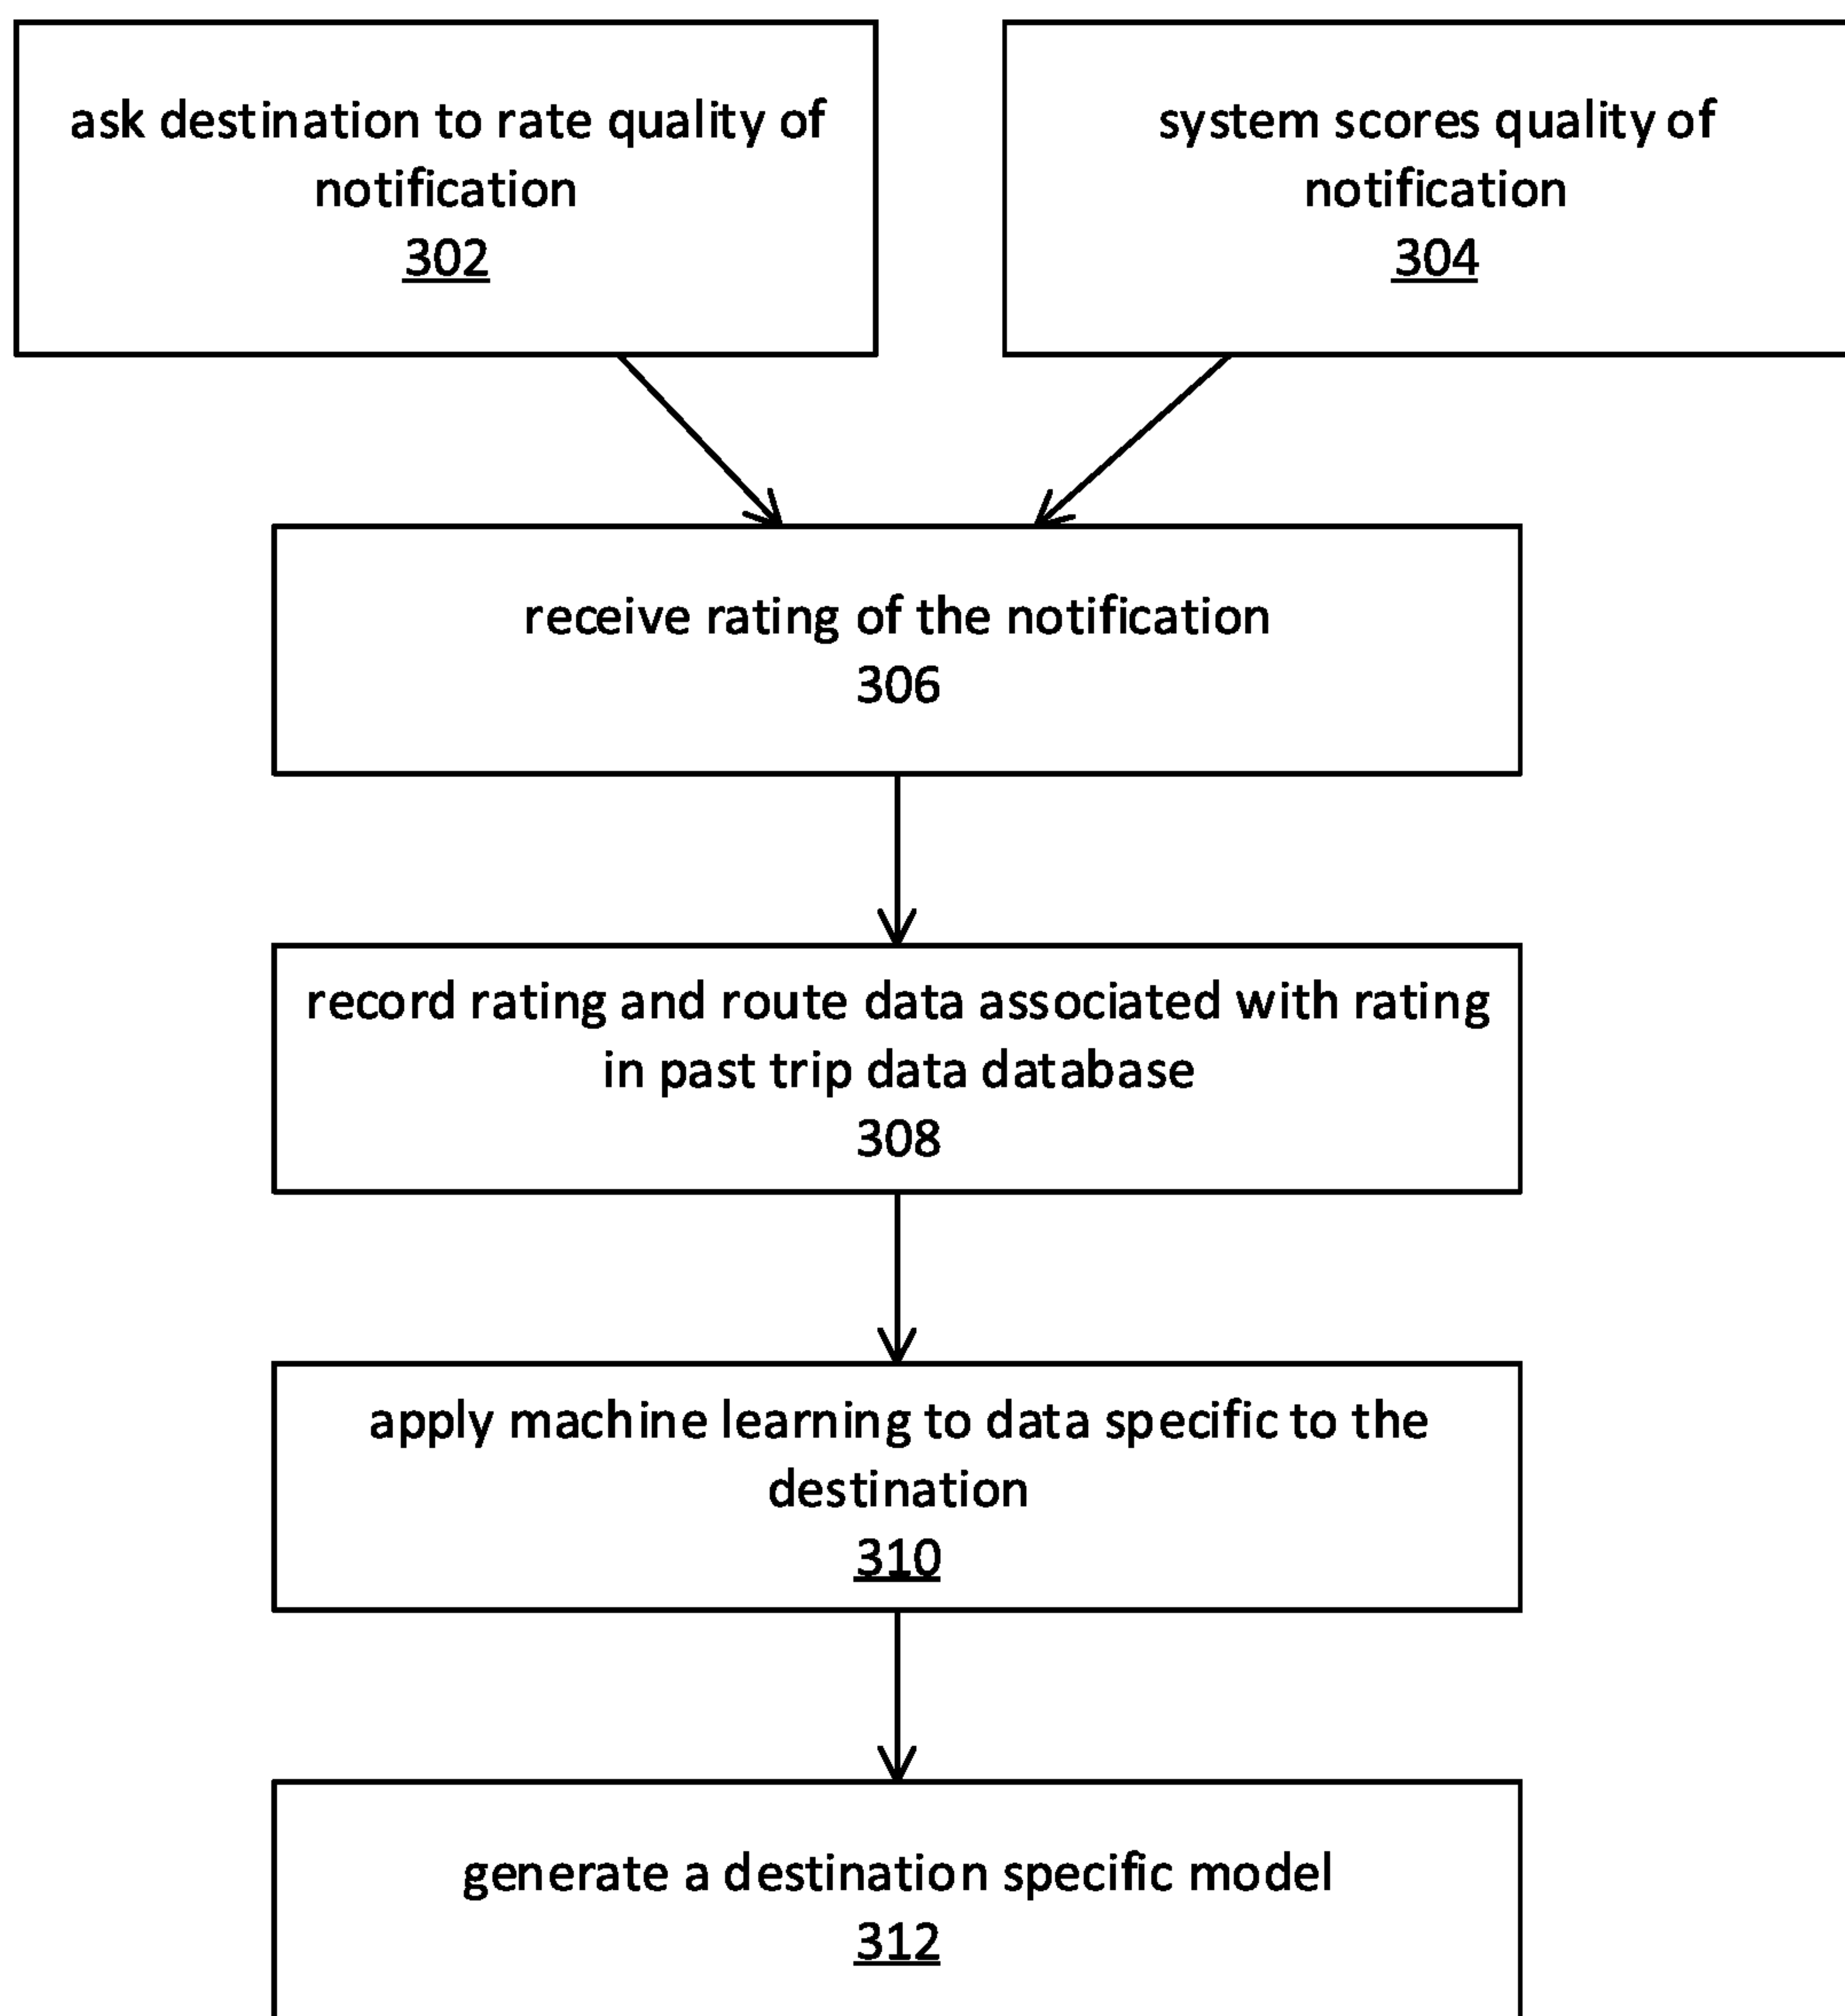 ask destination to rate quality of
notification
302
system scores quality of
notification
304
receive rating of the notification
306
record rating and route data associated with rating
in past trip data database
308
apply machine learning to data specific to the
destination
310
generate a destination specific model
312